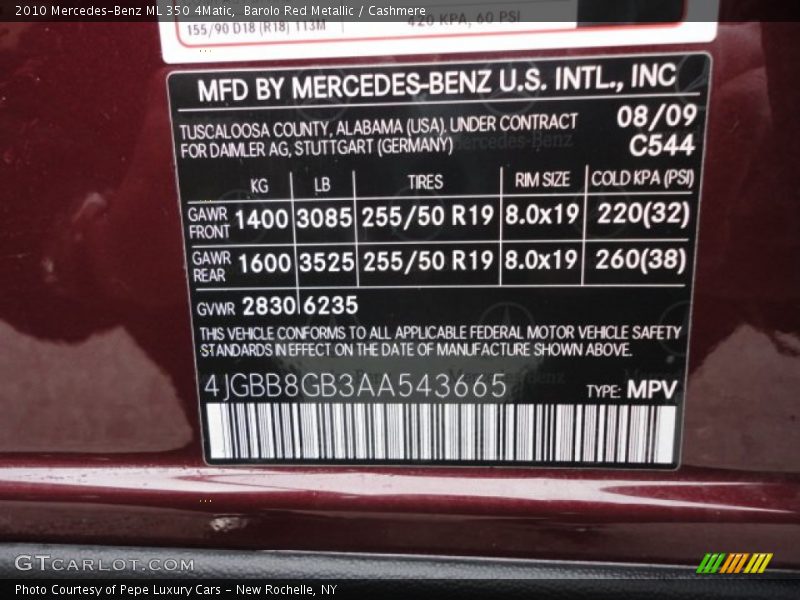 2010 Mercedes-Benz ML 350 4Matic, Barolo Red Metallic / Cashmere
155/90 D18 (R18) 113M 420 KPA, 60 PSI
MFD BY MERCEDES-BENZ U.S. INTL., INC
TUSCALOOSA COUNTY, ALABAMA (USA). UNDER CONTRACT 08/09
FOR DAIMLER AG, STUTTGART (GERMANY) C544
KG LB TIRES RIM SIZE COLD KPA (PSI)
GAWR FRONT 1400 3085 255/50 R19 8.0x19 220(32)
GAWR REAR 1600 3525 255/50 R19 8.0x19 260(38)
GVWR 2830 6235
THIS VEHICLE CONFORMS TO ALL APPLICABLE FEDERAL MOTOR VEHICLE SAFETY
STANDARDS IN EFFECT ON THE DATE OF MANUFACTURE SHOWN ABOVE.
4JGBB8GB3AA543665 TYPE: MPV
GTCARLOT.COM
Photo Courtesy of Pepe Luxury Cars - New Rochelle, NY